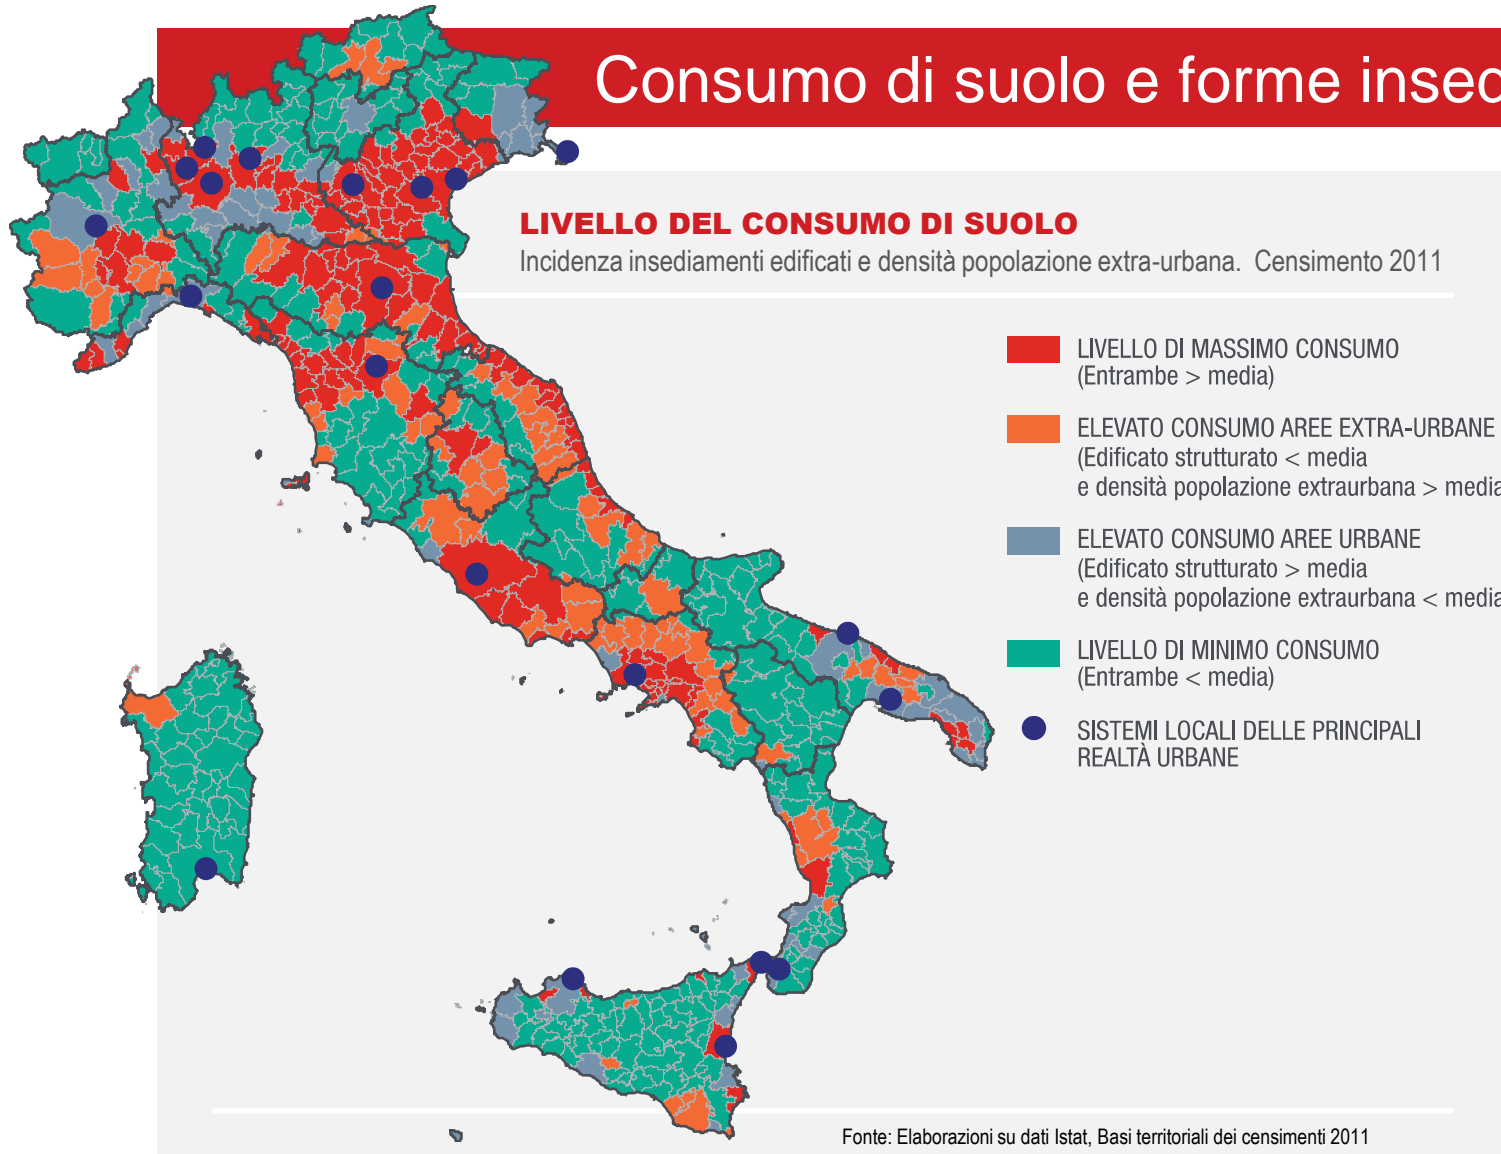 Consumo di suolo e forme insed
LIVELLO DEL CONSUMO DI SUOLO
Incidenza insediamenti edificati e densità popolazione extra-urbana. Censimento 2011
LIVELLO DI MASSIMO CONSUMO
(Entrambe > media)
ELEVATO CONSUMO AREE EXTRA-URBANE
(Edificato strutturato < media
e densità popolazione extraurbana > media
ELEVATO CONSUMO AREE URBANE
(Edificato strutturato > media
e densità popolazione extraurbana < media
LIVELLO DI MINIMO CONSUMO
(Entrambe < media)
SISTEMI LOCALI DELLE PRINCIPALI
REALTÀ URBANE
Fonte: Elaborazioni su dati Istat, Basi territoriali dei censimenti 2011